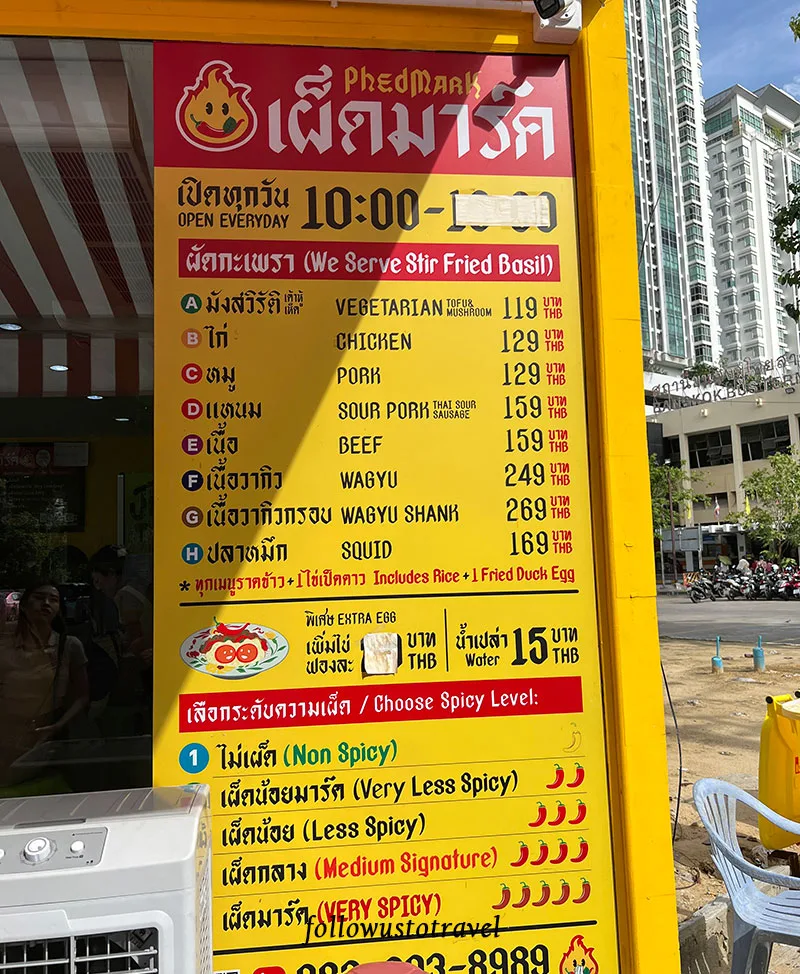 PhedMark
เผ็ดมาร์ค
เปิดทุกวัน
OPEN EVERYDAY
10:00-
ผัดกะเพรา (We Serve Stir Fried Basil)
A มังสวิรัติ เต้าหู้ เห็ด VEGETARIAN TOFU& MUSHROOM 119 บาท THB
B ไก่ CHICKEN 129 บาท THB
C หมู PORK 129 บาท THB
D แหนม SOUR PORK THAI SOUR SAUSAGE 159 บาท THB
E เนื้อ BEEF 159 บาท THB
F เนื้อวากิว WAGYU 249 บาท THB
G เนื้อวากิวกรอบ WAGYU SHANK 269 บาท THB
H ปลาหมึก SQUID 169 บาท THB
* ทุกเมนูราดข้าว+1ไข่เป็ดดาว Includes Rice+1 Fried Duck Egg
พิเศษ EXTRA EGG
เพิ่มไข่ ฟองละ บาท THB
น้ำเปล่า Water 15 บาท THB
เลือกระดับความเผ็ด / Choose Spicy Level:
1 ไม่เผ็ด (Non Spicy)
เผ็ดน้อยมาร์ค (Very Less Spicy)
เผ็ดน้อย (Less Spicy)
เผ็ดกลาง (Medium Signature)
เผ็ดมาร์ค (VERY SPICY)
followustotravel
8989